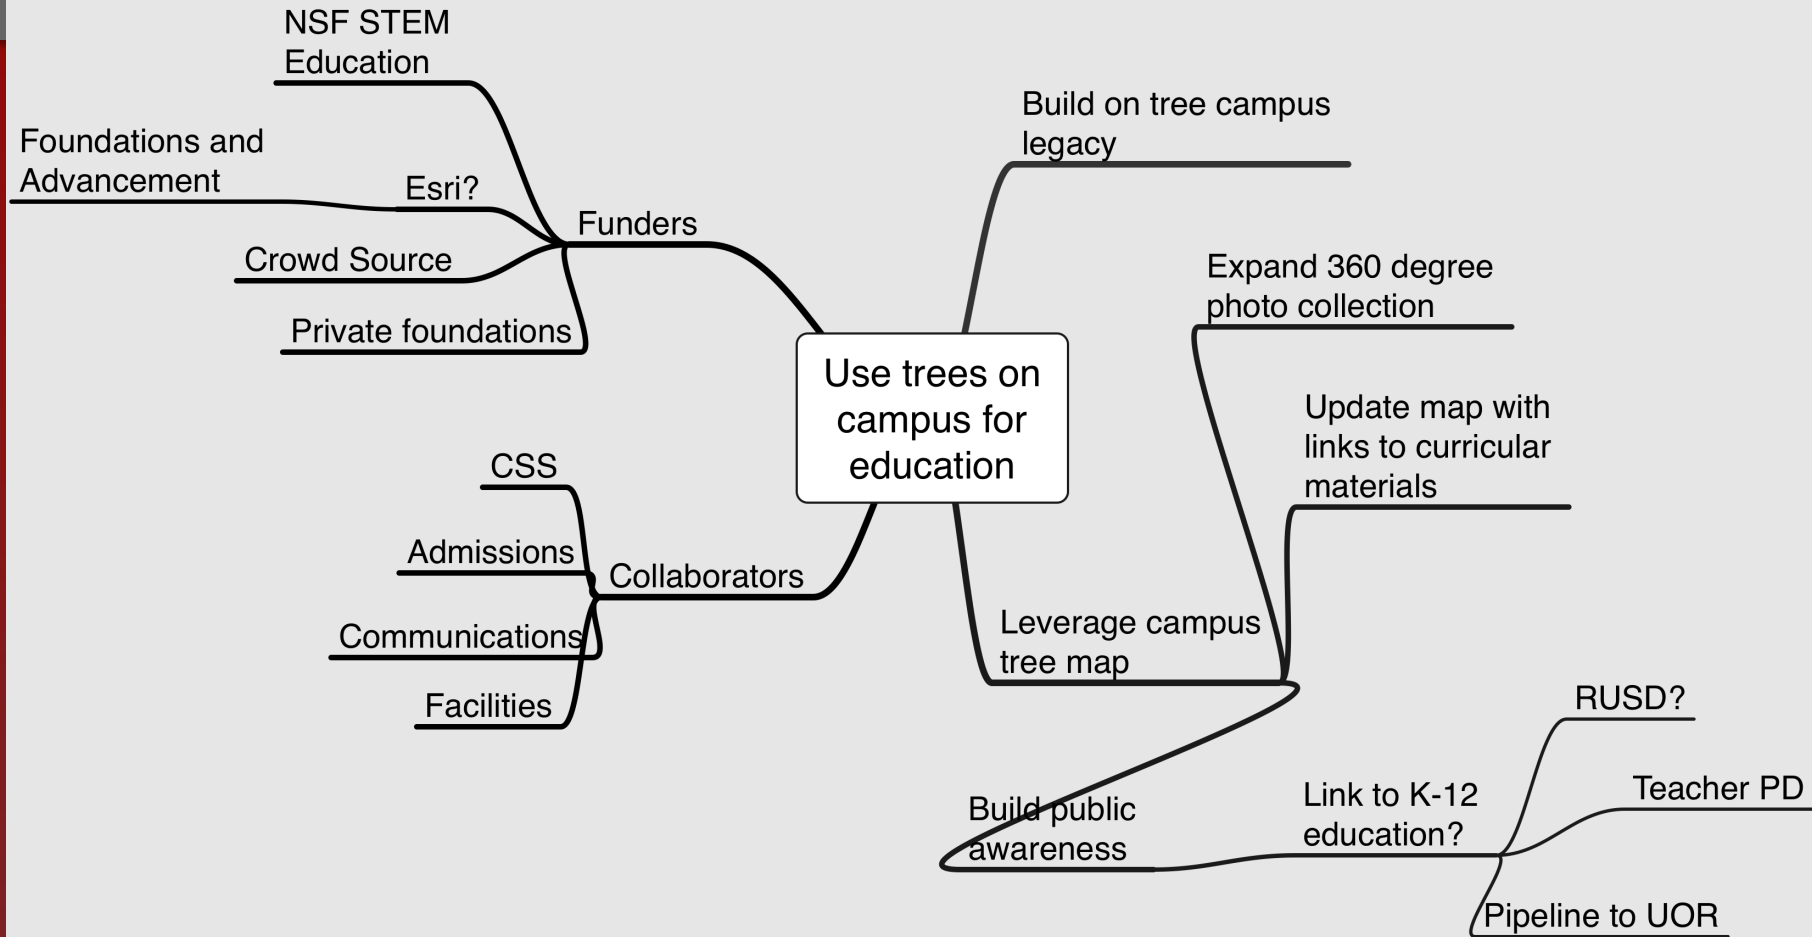 NSF STEM
Education
Foundations and
Advancement
Esri?
Crowd Source
Private foundations
Funders
Build on tree campus
legacy
Expand 360 degree
photo collection
Use trees on
campus for
education
Update map with
links to curricular
materials
CSS
Admissions
Communications
Facilities
Collaborators
Leverage campus
tree map
Build public
awareness
Link to K-12
education?
RUSD?
Teacher PD
Pipeline to UOR